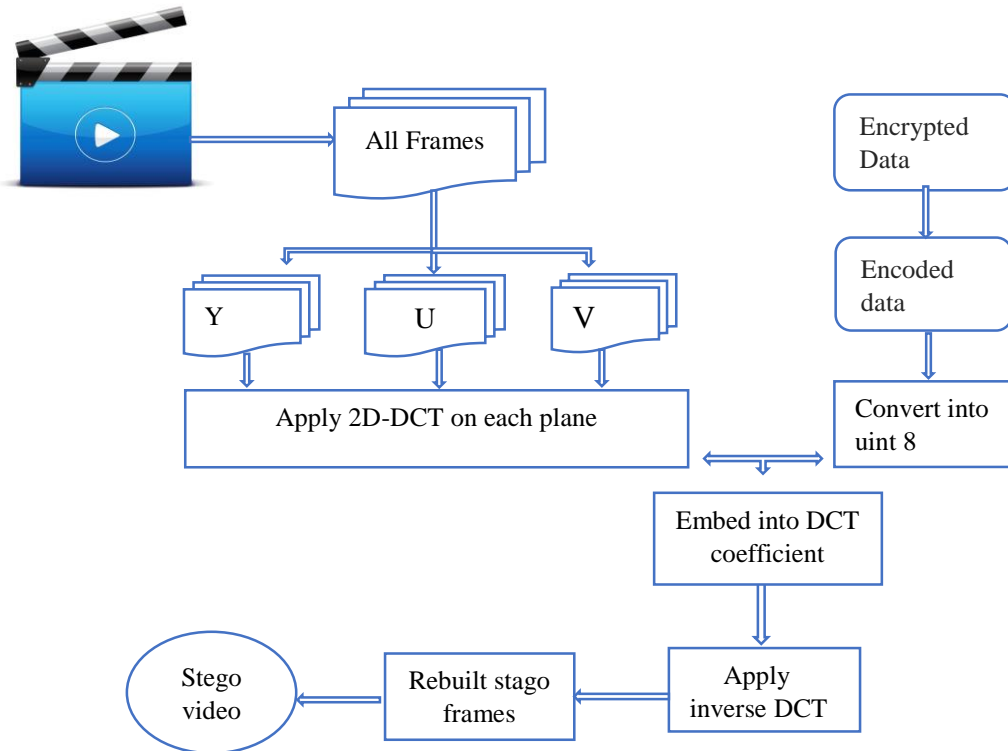 All Frames
Encrypted
Data
Encoded
data
Y
U
V
Apply 2D-DCT on each plane
Convert into
uint 8
Embed into DCT
coefficient
Apply
inverse DCT
Rebuilt stago
frames
Stego
video